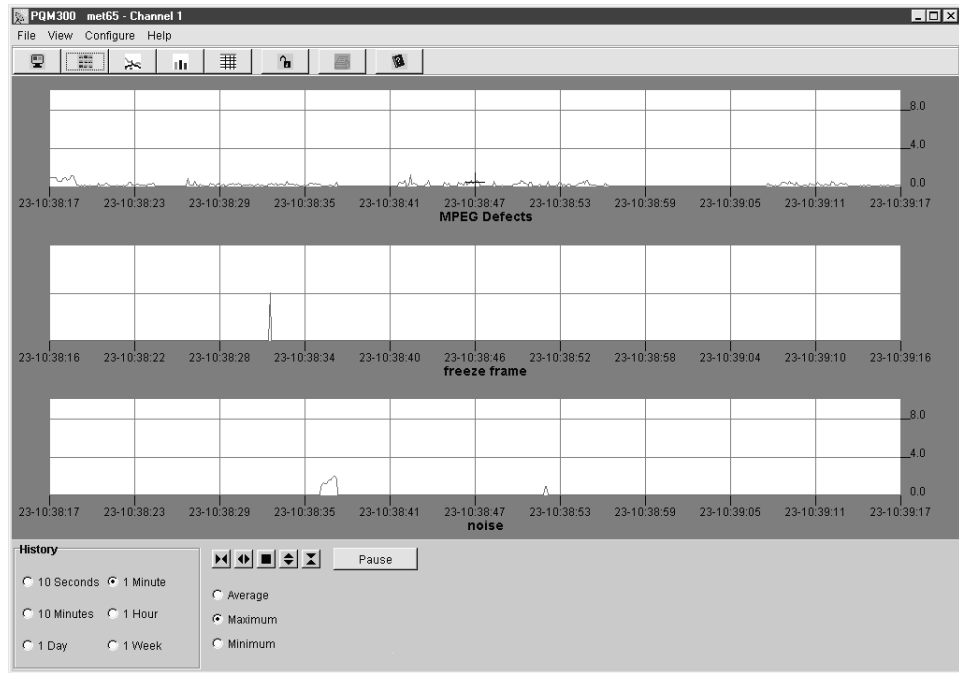 PQM300 met65 - Channel 1
File View Configure Help
8.0
4.0
0.0
23-10:38:17 23-10:38:23 23-10:38:29 23-10:38:35 23-10:38:41 23-10:38:47 23-10:38:53 23-10:38:59 23-10:39:05 23-10:39:11 23-10:39:17
MPEG Defects
23-10:38:16 23-10:38:22 23-10:38:28 23-10:38:34 23-10:38:40 23-10:38:46 23-10:38:52 23-10:38:58 23-10:39:04 23-10:39:10 23-10:39:16
freeze frame
8.0
4.0
0.0
23-10:38:17 23-10:38:23 23-10:38:29 23-10:38:35 23-10:38:41 23-10:38:47 23-10:38:53 23-10:38:59 23-10:39:05 23-10:39:11 23-10:39:17
noise
History
10 Seconds 1 Minute
10 Minutes 1 Hour
1 Day 1 Week
Pause
Average
Maximum
Minimum